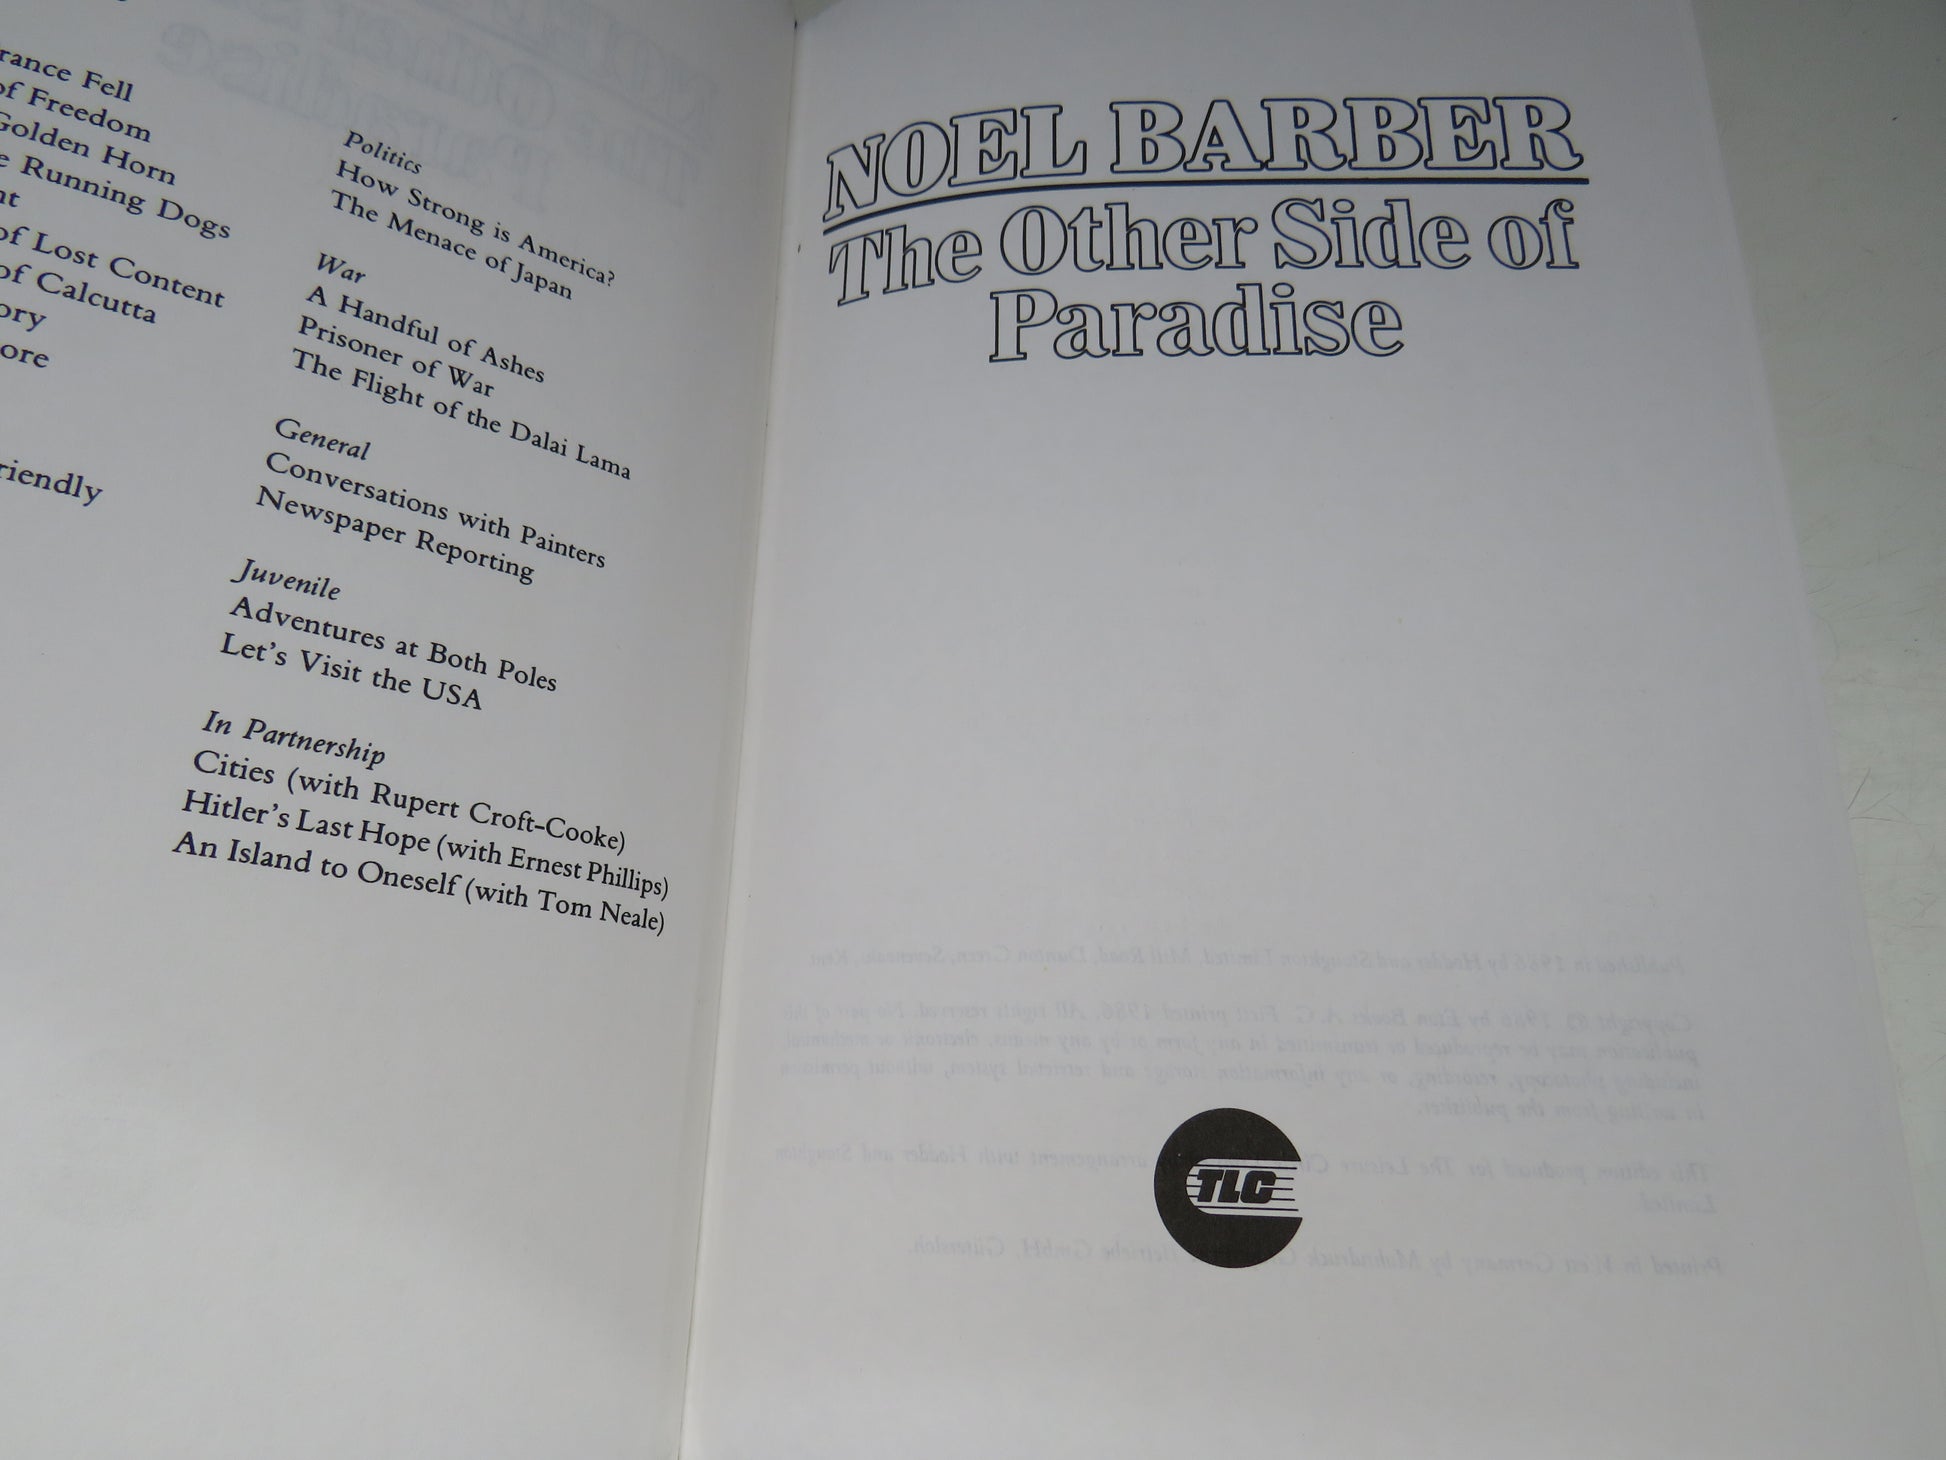 rance Fell
of Freedom
Golden Horn
e Running Dogs
nt
of Lost Content
of Calcutta
ory
ore
riendly
Politics
How Strong is America?
The Menace of Japan
War
A Handful of Ashes
Prisoner of War
The Flight of the Dalai Lama
General
Conversations with Painters
Newspaper Reporting
Juvenile
Adventures at Both Poles
Let's Visit the USA
In Partnership
Cities (with Rupert Croft-Cooke)
Hitler's Last Hope (with Ernest Phillips)
An Island to Oneself (with Tom Neale)
NOEL BARBER
The Other Side of
Paradise
TLC